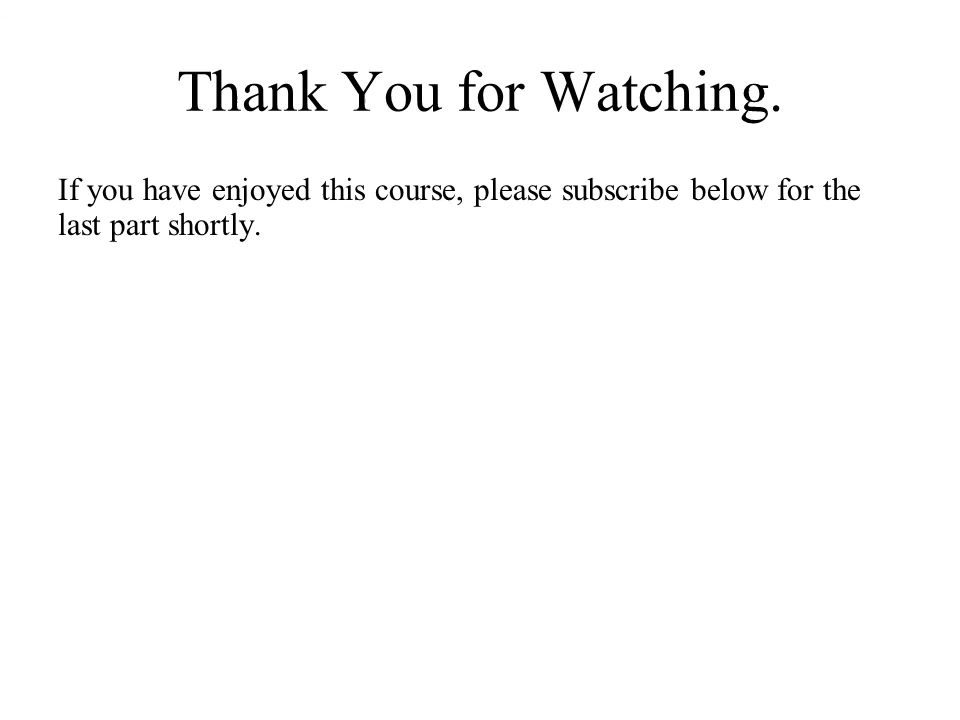 Thank You for Watching.
If you have enjoyed this course, please subscribe below for the
last part shortly.